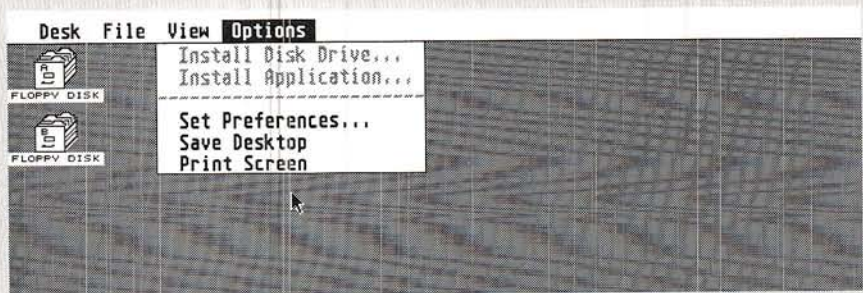 Desk File View Options
Install Disk Drive...
Install Application...
Set Preferences...
Save Desktop
Print Screen
A
FLOPPY DISK
B
FLOPPY DISK